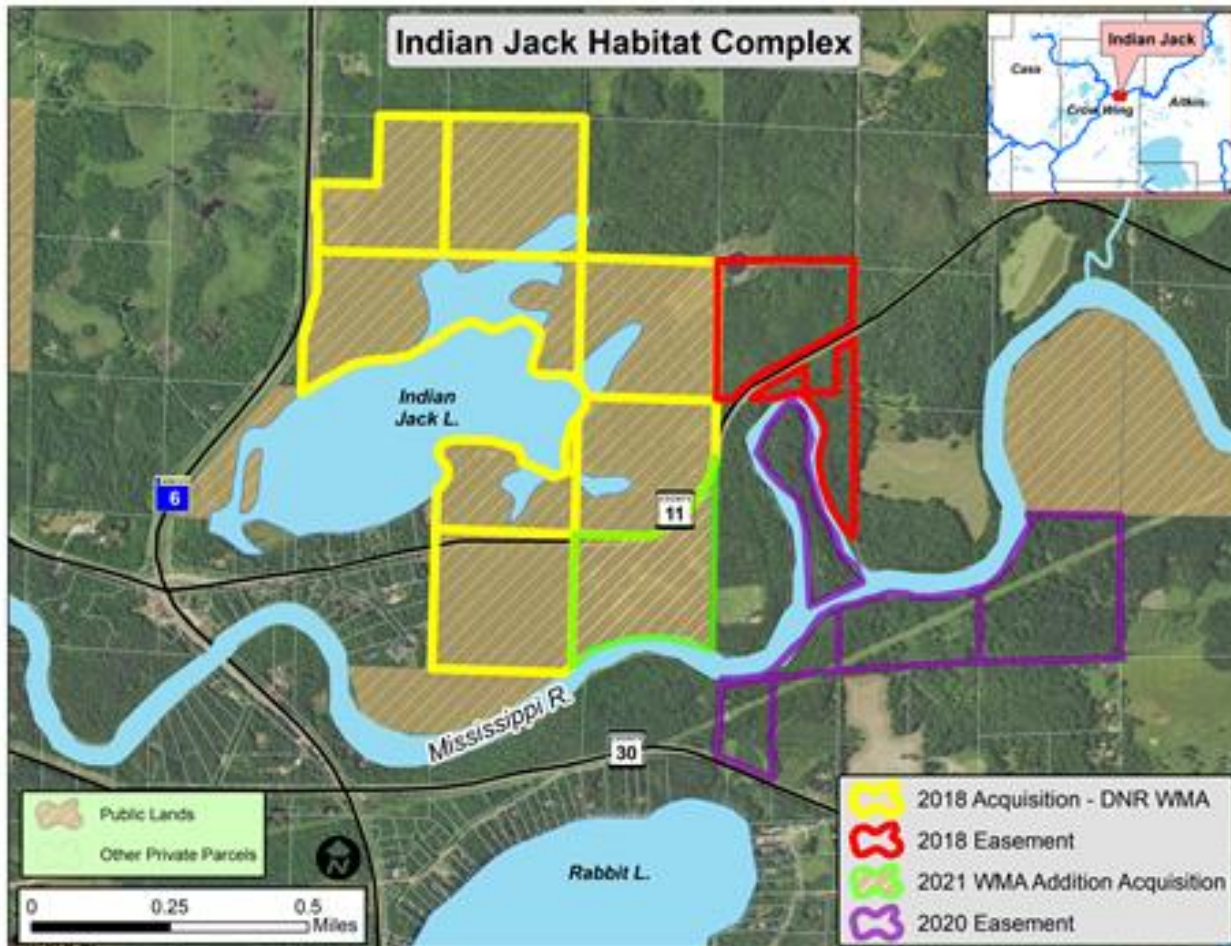 Indian Jack Habitat Complex
Indian Jack
Cass
Crow Wing
Aitkin
Indian
Jack L.
6
11
Mississippi R.
30
Rabbit L.
Public Lands
Other Private Parcels
N
0 0.25 0.5
Miles
2018 Acquisition - DNR WMA
2018 Easement
2021 WMA Addition Acquisition
2020 Easement